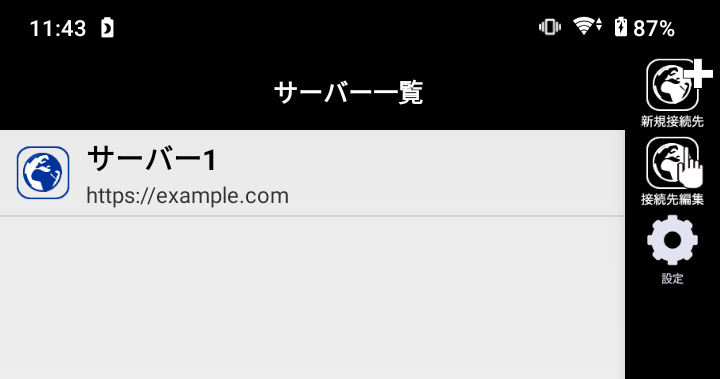 11:43
87%
サーバー一覧
新規接続先
サーバー1
https://example.com
接続先編集
設定